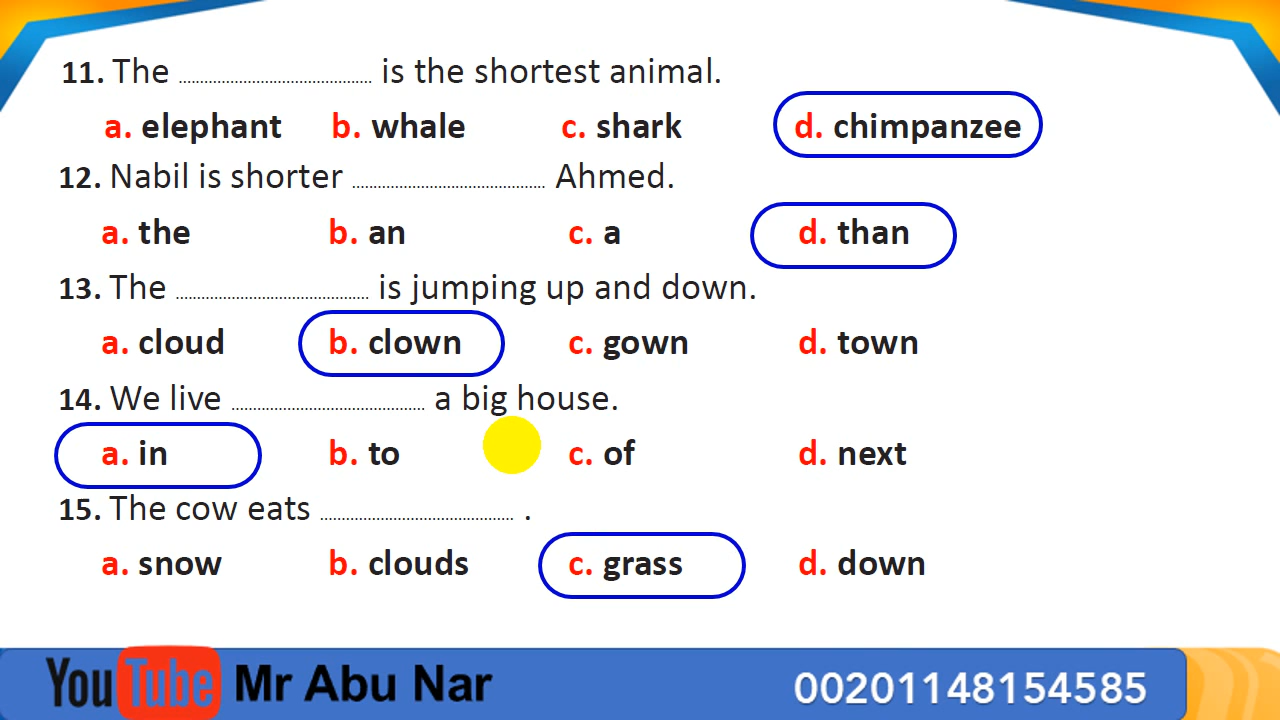 11. The ........................................ is the shortest animal.
a. elephant b. whale c. shark d. chimpanzee
12. Nabil is shorter ........................................ Ahmed.
a. the b. an c. a d. than
13. The ........................................ is jumping up and down.
a. cloud b. clown c. gown d. town
14. We live ........................................ a big house.
a. in b. to c. of d. next
15. The cow eats ........................................ .
a. snow b. clouds c. grass d. down
YouTube Mr Abu Nar 00201148154585